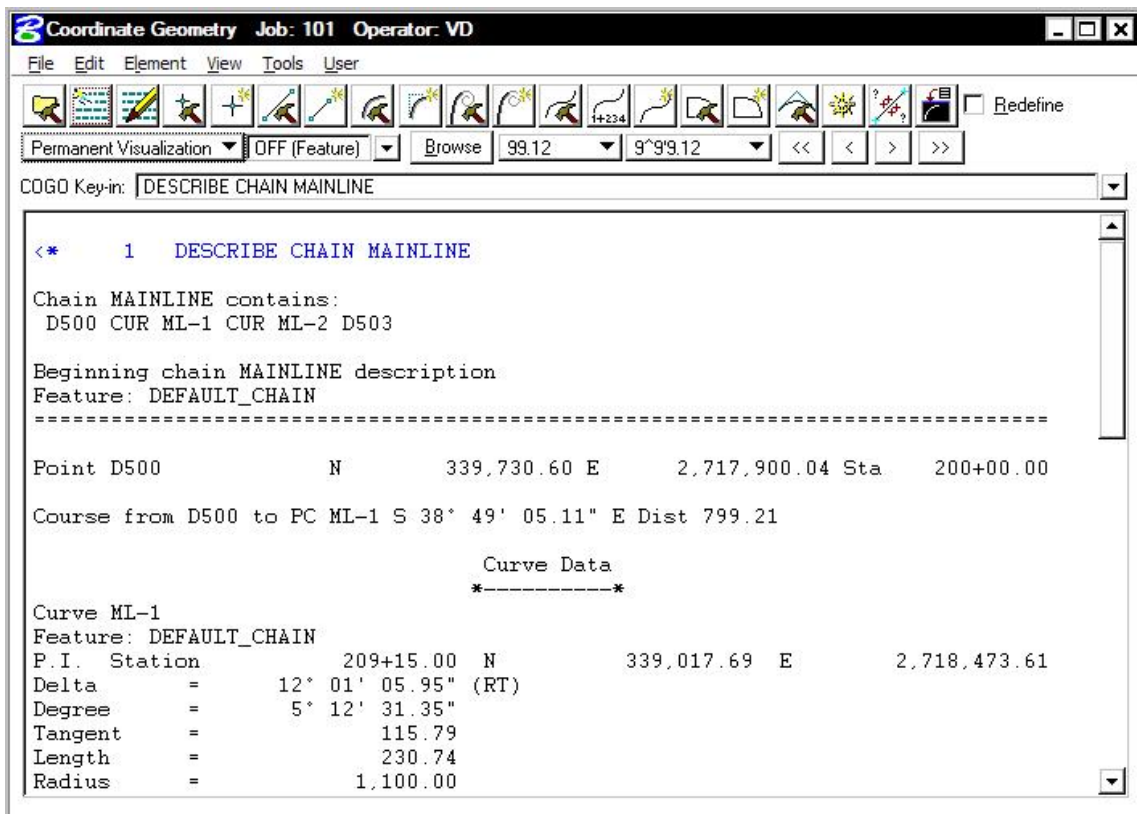 Coordinate Geometry Job: 101 Operator: VD
File Edit Element View Tools User
1+234 ? ? Redefine
Permanent Visualization OFF (Feature) Browse 99.12 9^9'9.12 << < > >>
COGO Key-in: DESCRIBE CHAIN MAINLINE
<* 1 DESCRIBE CHAIN MAINLINE
Chain MAINLINE contains:
D500 CUR ML-1 CUR ML-2 D503
Beginning chain MAINLINE description
Feature: DEFAULT_CHAIN
==============================================================================
Point D500 N 339,730.60 E 2,717,900.04 Sta 200+00.00
Course from D500 to PC ML-1 S 38° 49' 05.11" E Dist 799.21
Curve Data
*----------*
Curve ML-1
Feature: DEFAULT_CHAIN
P.I. Station 209+15.00 N 339,017.69 E 2,718,473.61
Delta = 12° 01' 05.95" (RT)
Degree = 5° 12' 31.35"
Tangent = 115.79
Length = 230.74
Radius = 1,100.00